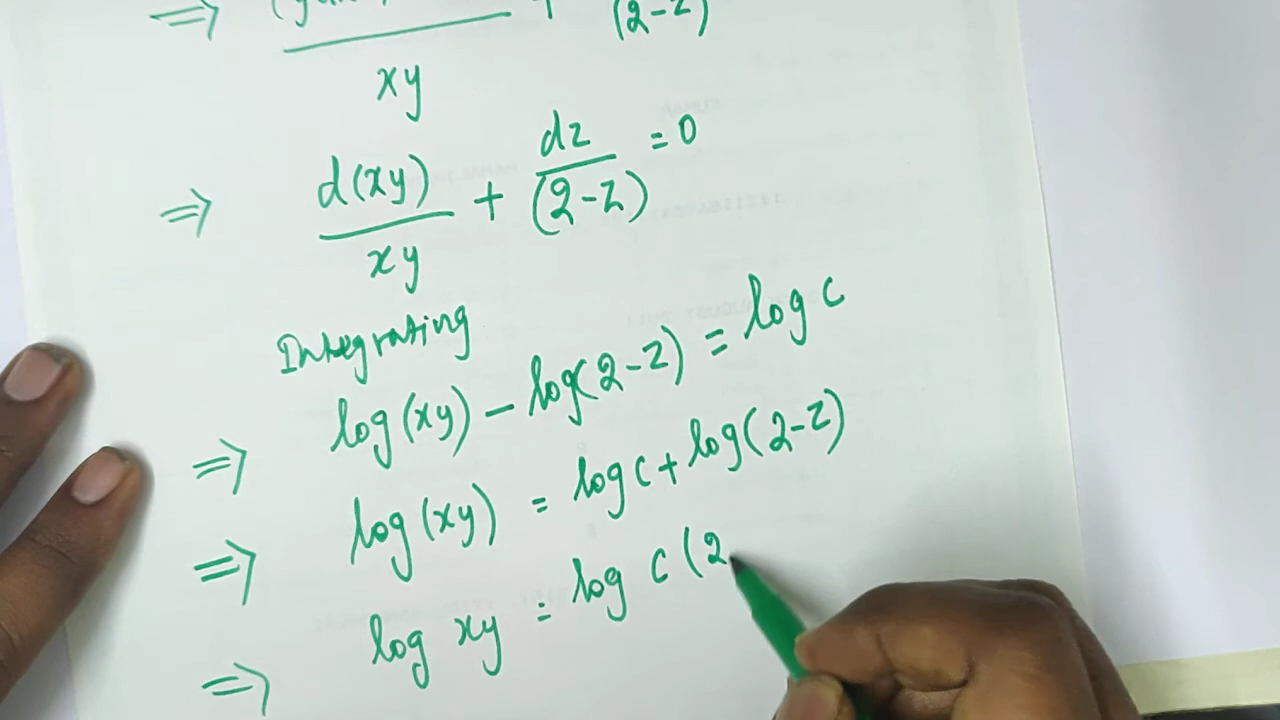 ⇒ (2-z)
xy
⇒ d(xy)/xy + dz/(2-z) = 0
Integrating
⇒ log(xy) - log(2-z) = log c
⇒ log(xy) = log c + log(2-z)
⇒ log xy = log c (2